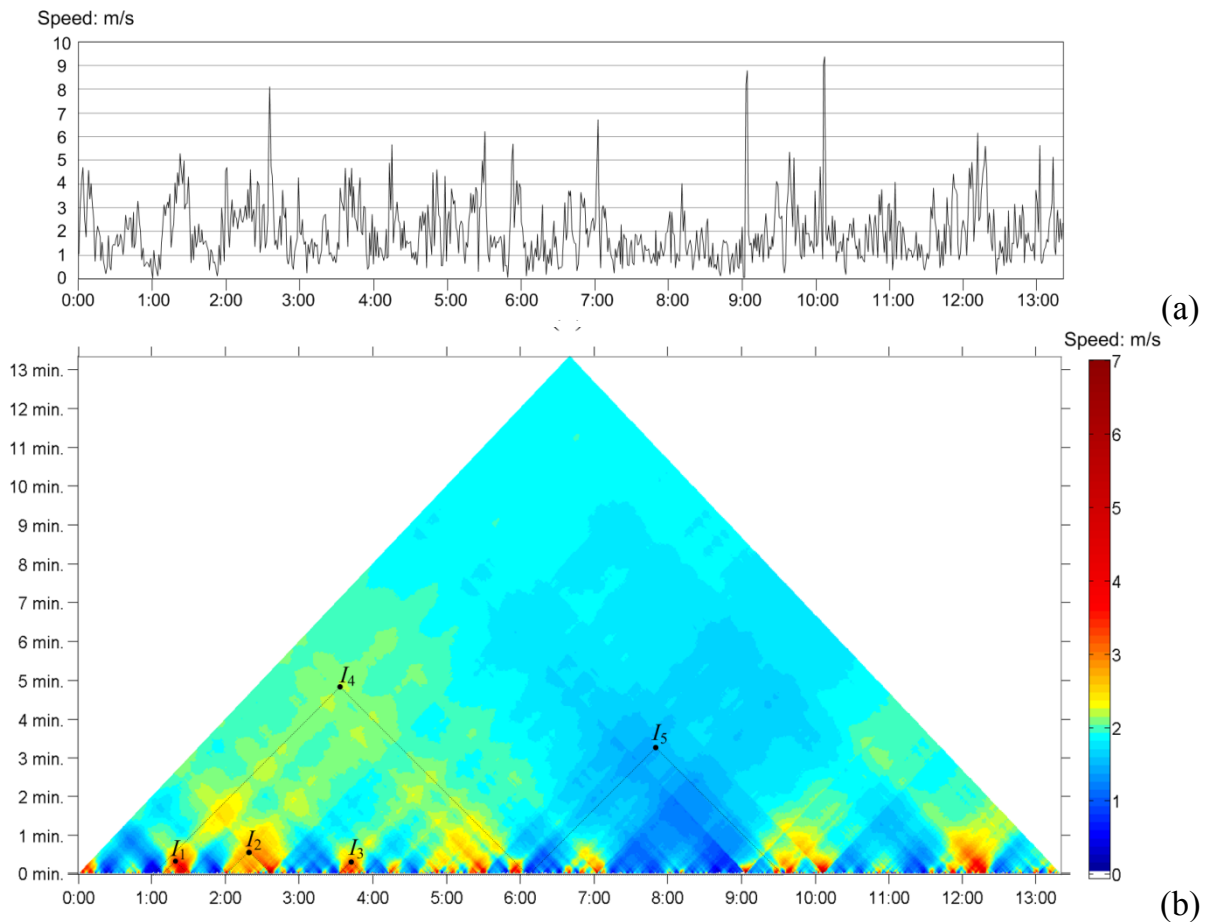 Speed: m/s
10
9
8
7
6
5
4
3
2
1
0
0:00 1:00 2:00 3:00 4:00 5:00 6:00 7:00 8:00 9:00 10:00 11:00 12:00 13:00
(a)
Speed: m/s
13 min.
12 min.
11 min.
10 min.
9 min.
8 min.
7 min.
6 min.
5 min.
4 min.
3 min.
2 min.
1 min.
0 min.
I4
I5
I1
I2
I3
7
6
5
4
3
2
1
0
0:00 1:00 2:00 3:00 4:00 5:00 6:00 7:00 8:00 9:00 10:00 11:00 12:00 13:00
(b)